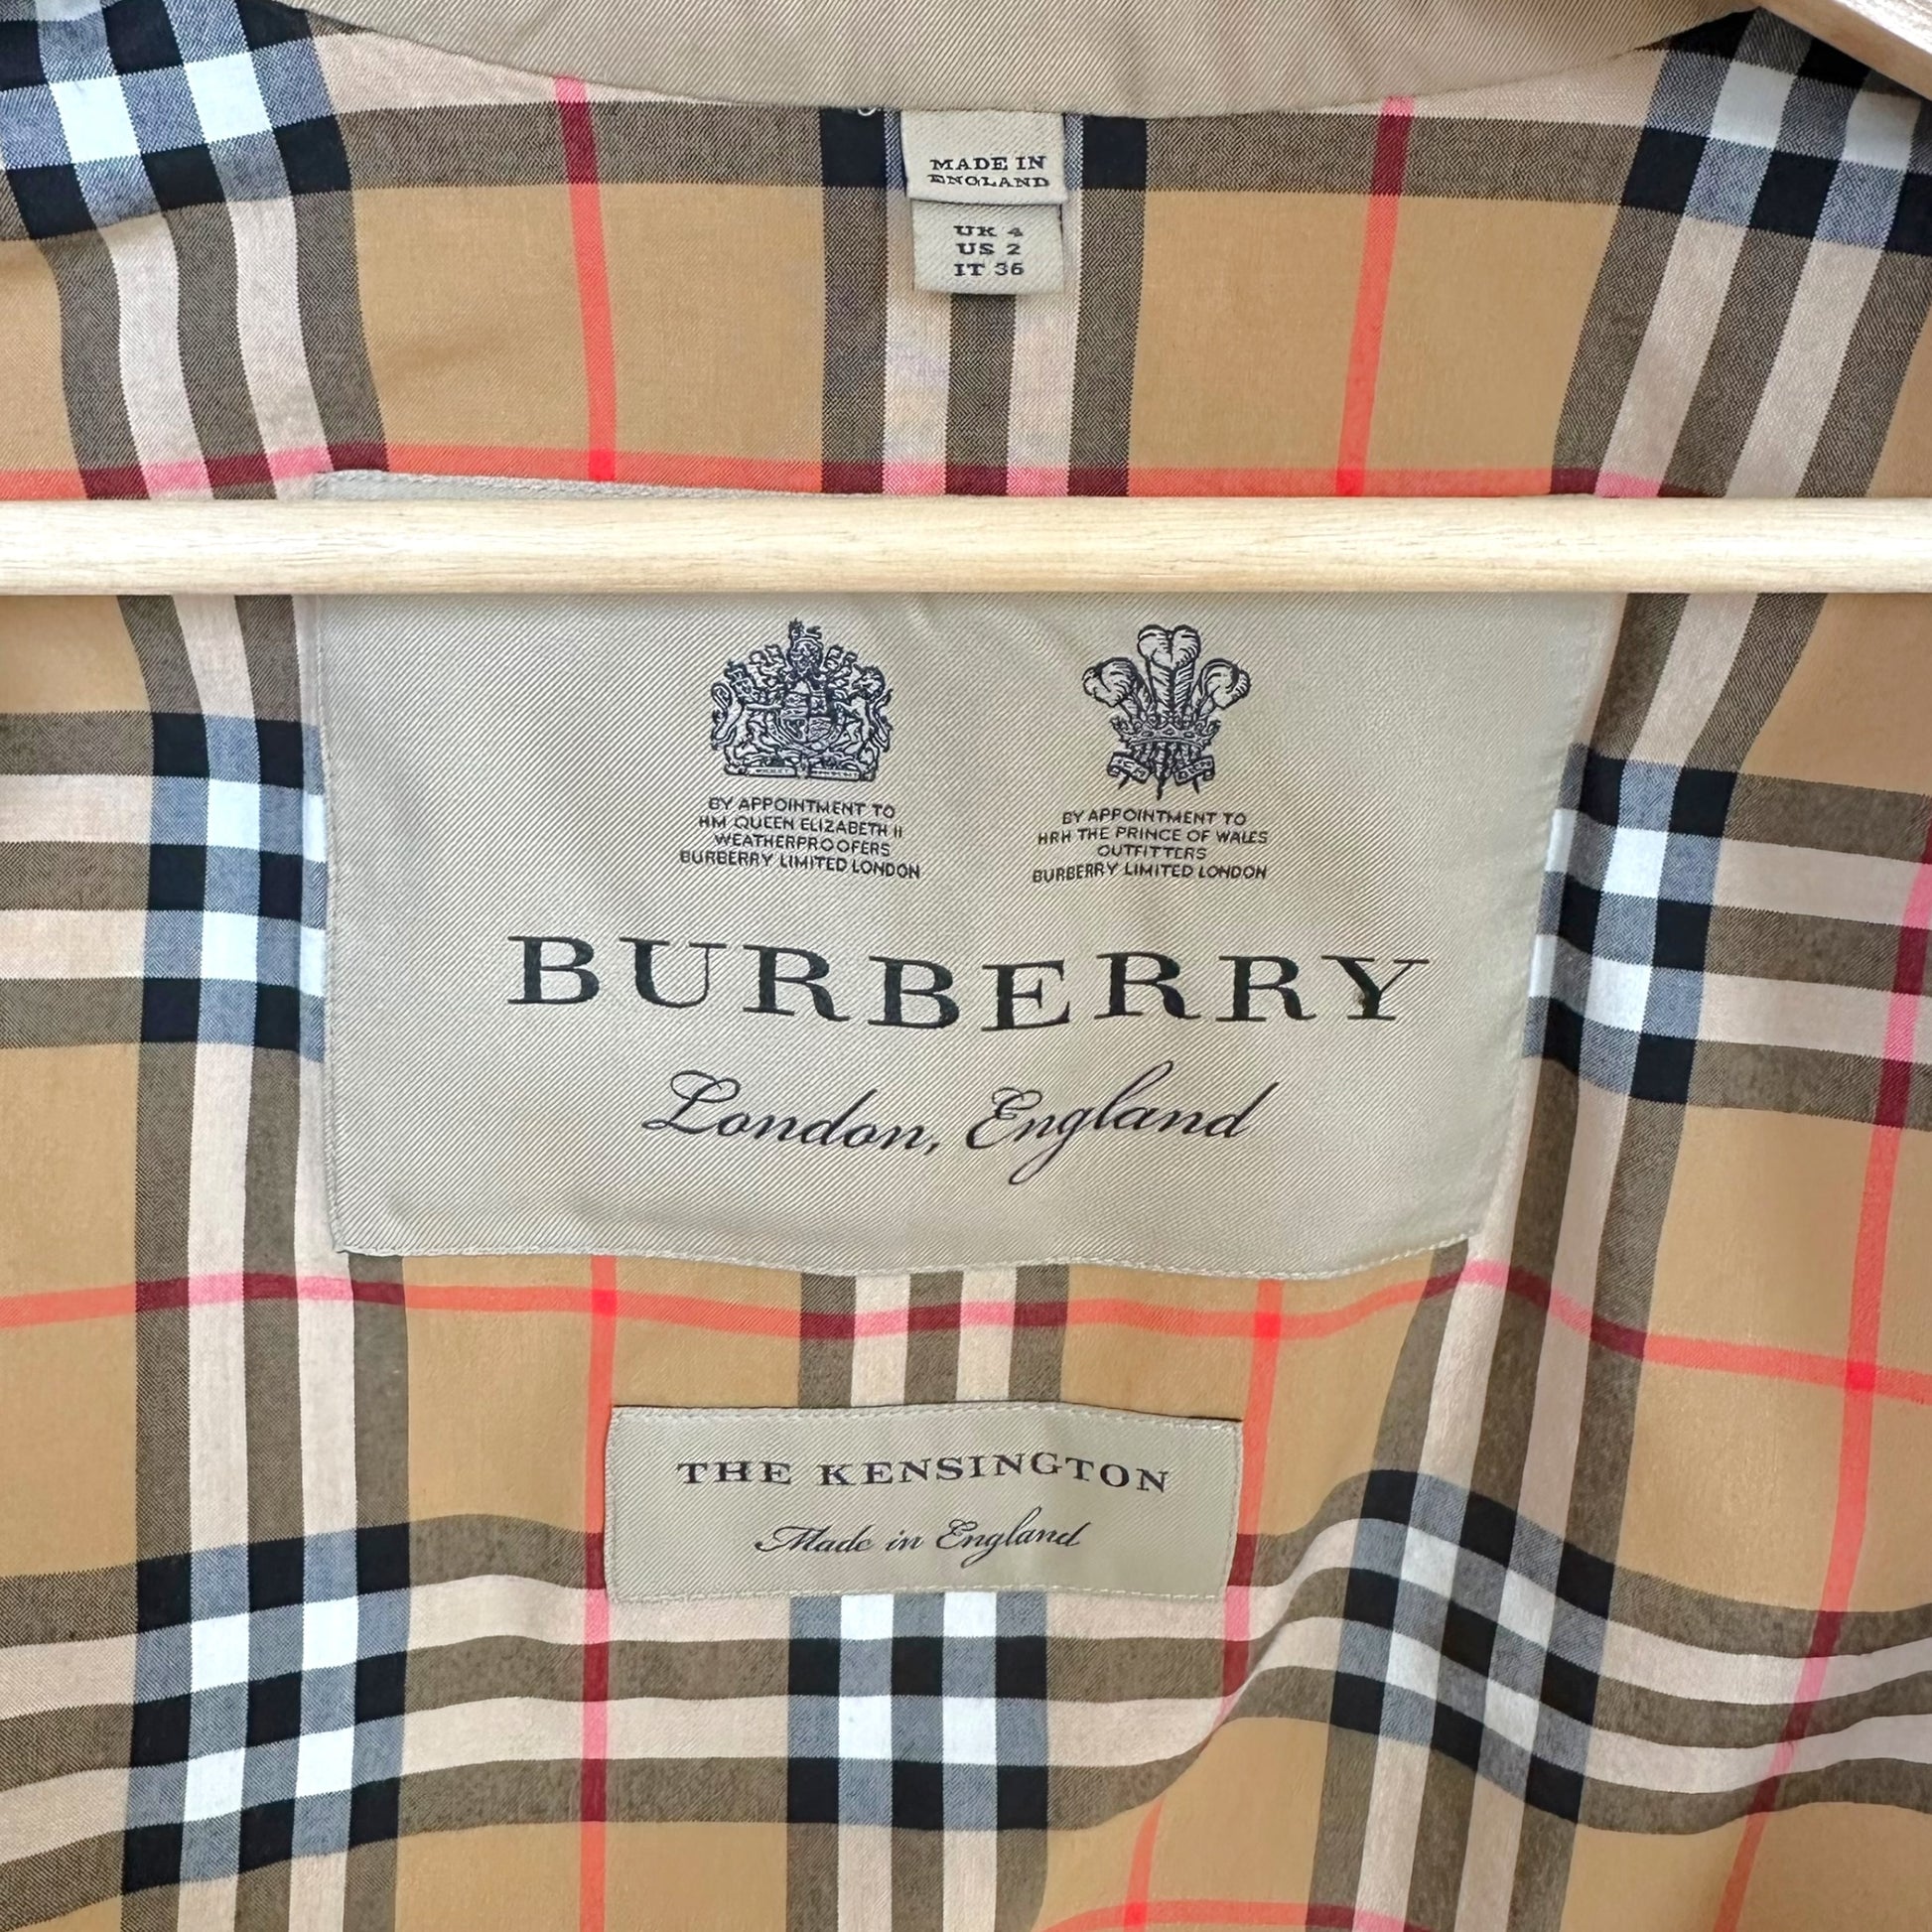 MADE IN
ENGLAND
UK 4
US 2
IT 36
BY APPOINTMENT TO
HM QUEEN ELIZABETH II
WEATHERPROOFERS
BURBERRY LIMITED LONDON
BY APPOINTMENT TO
HRH THE PRINCE OF WALES
OUTFITTERS
BURBERRY LIMITED LONDON
BURBERRY
London, England
THE KENSINGTON
Made in England